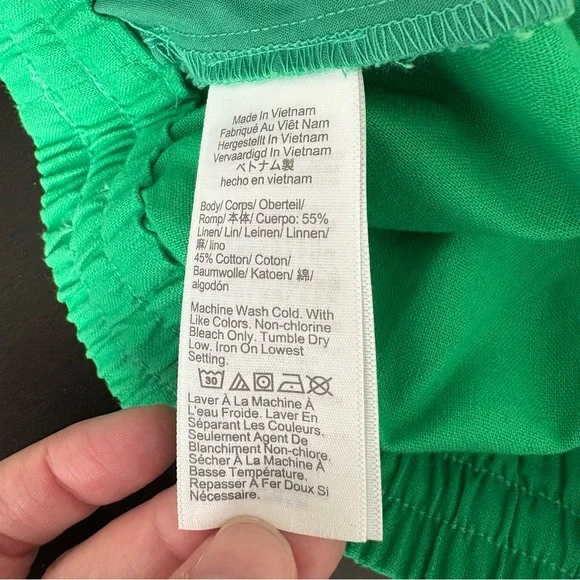 Made In Vietnam
Fabriqué Au Viêt Nam
Hergestellt In Vietnam
Vervaardigd In Vietnam
ベトナム製
hecho en vietnam
Body/ Corps/ Oberteil/
Romp/ 本体/ Cuerpo: 55%
Linen/ Lin/ Leinen/ Linnen/
麻/ lino
45% Cotton/ Coton/
Baumwolle/ Katoen/ 綿/
algodón
Machine Wash Cold. With
Like Colors. Non-chlorine
Bleach Only. Tumble Dry
Low. Iron On Lowest
Setting.
30
Laver À La Machine À
L'eau Froide. Laver En
Séparant Les Couleurs.
Seulement Agent De
Blanchiment Non-chlore.
Sécher À La Machine À
Basse Température.
Repasser À Fer Doux Si
Nécessaire.